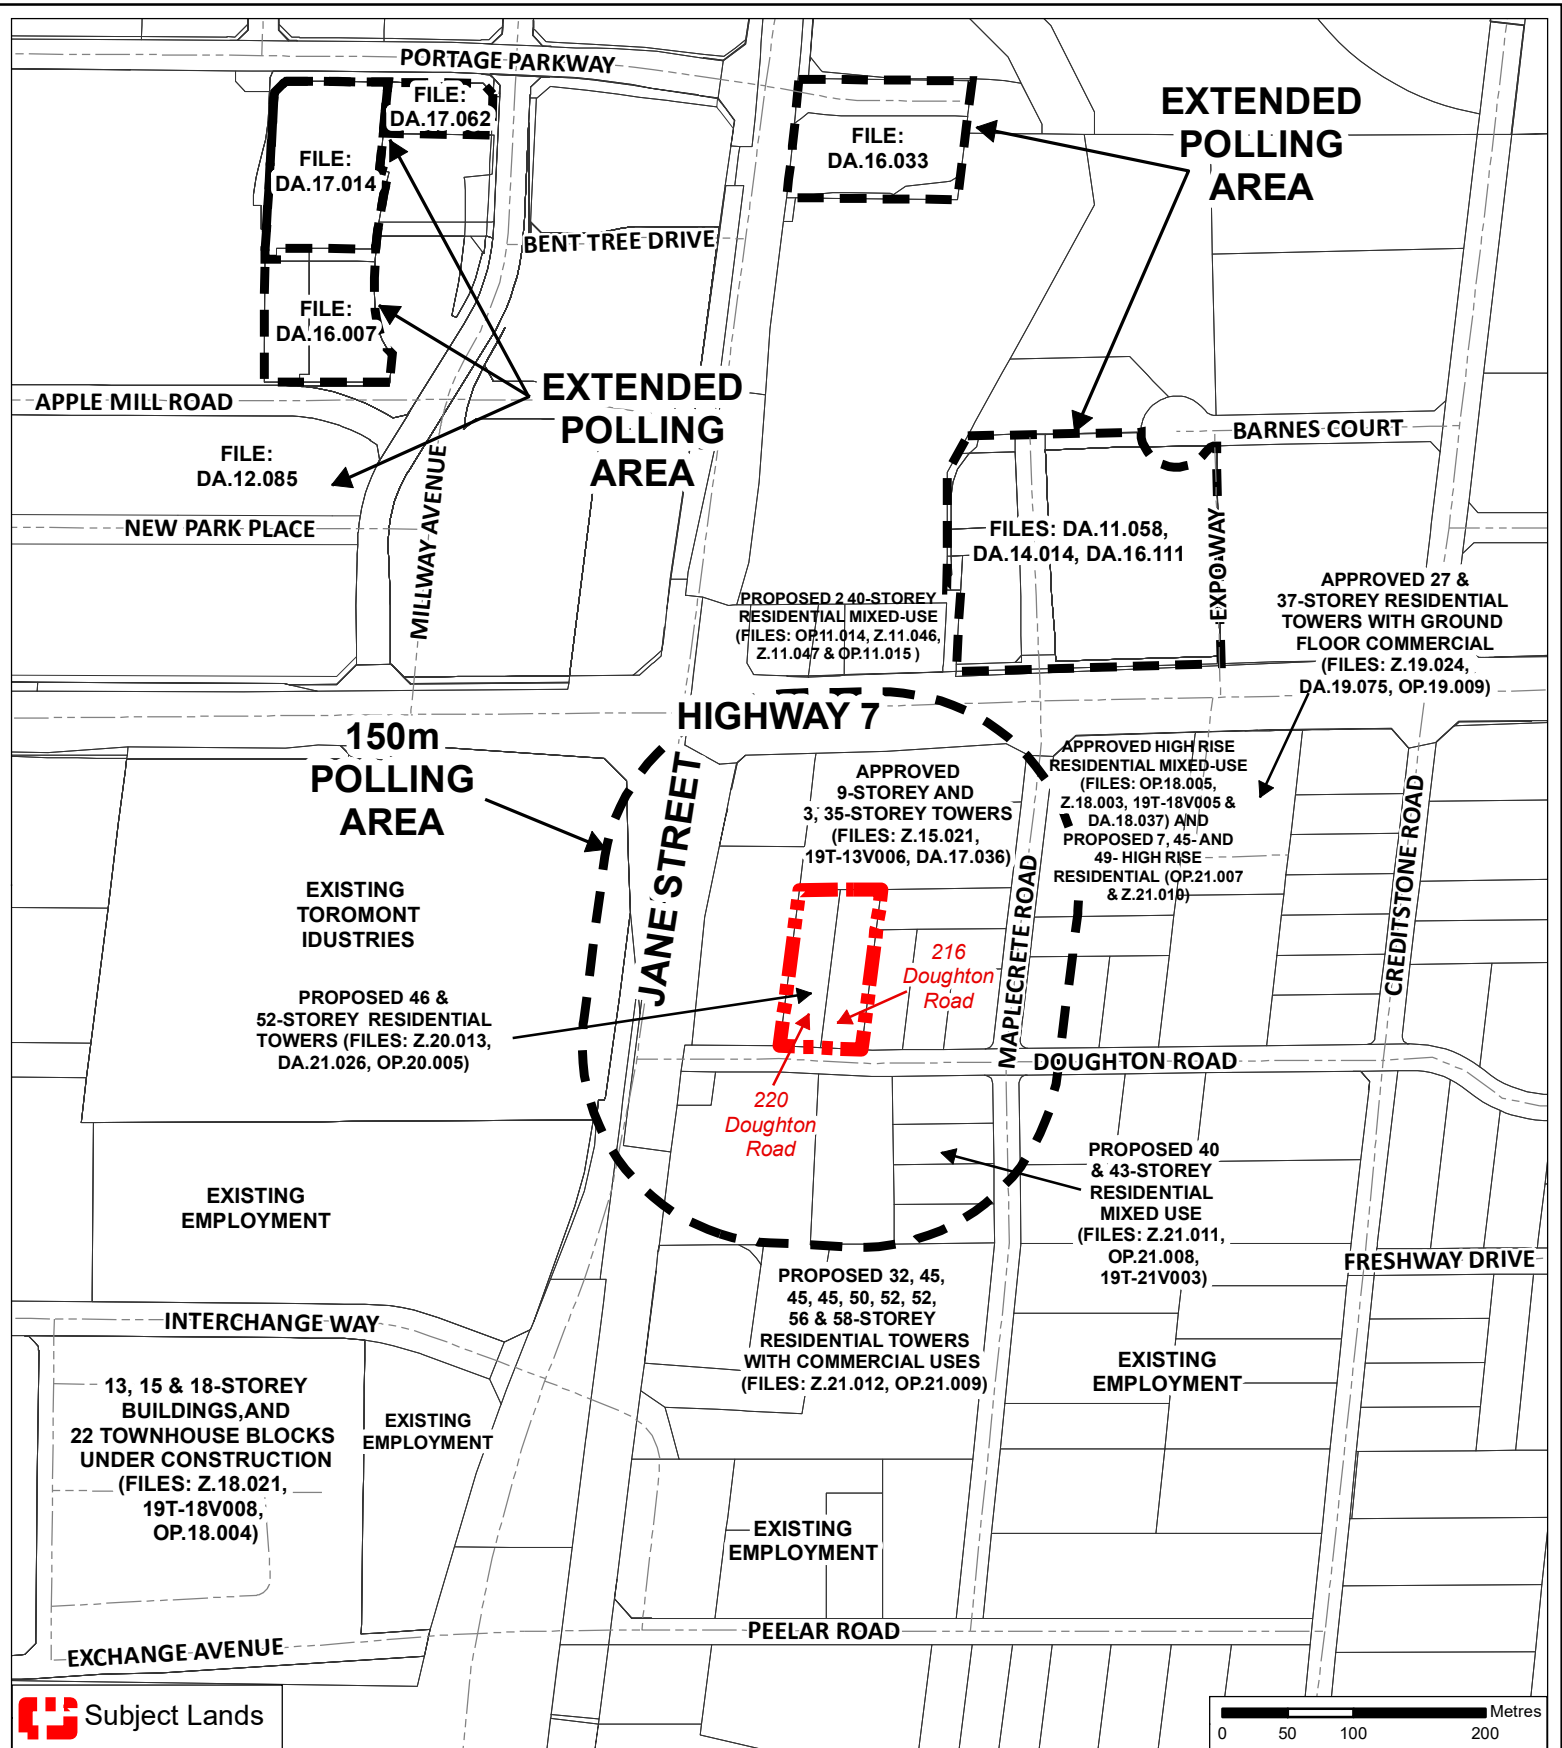 PORTAGE PARKWAY
FILE:
DA.17.062
FILE:
DA.17.014
FILE:
DA.16.033
EXTENDED
POLLING
AREA
BENT TREE DRIVE
FILE:
DA.16.007
EXTENDED
POLLING
AREA
APPLE MILL ROAD
BARNES COURT
FILE:
DA.12.085
NEW PARK PLACE
MILLWAY AVENUE
FILES: DA.11.058,
DA.14.014, DA.16.111
EXPO WAY
PROPOSED 2 40-STOREY
RESIDENTIAL MIXED-USE
(FILES: OP.11.014, Z.11.046,
Z.11.047 & OP.11.015 )
APPROVED 27 &
37-STOREY RESIDENTIAL
TOWERS WITH GROUND
FLOOR COMMERCIAL
(FILES: Z.19.024,
DA.19.075, OP.19.009)
HIGHWAY 7
150m
POLLING
AREA
JANE STREET
APPROVED
9-STOREY AND
3, 35-STOREY TOWERS
(FILES: Z.15.021,
19T-13V006, DA.17.036)
APPROVED HIGH RISE
RESIDENTIAL MIXED-USE
(FILES: OP.18.005,
Z.18.003, 19T-18V005 &
DA.18.037) AND
PROPOSED 7, 45- AND
49- HIGH RISE
RESIDENTIAL (OP.21.007
& Z.21.010)
MAPLECRETE ROAD
CREDITSTONE ROAD
EXISTING
TOROMONT
IDUSTRIES
216
Doughton
Road
PROPOSED 46 &
52-STOREY RESIDENTIAL
TOWERS (FILES: Z.20.013,
DA.21.026, OP.20.005)
DOUGHTON ROAD
220
Doughton
Road
PROPOSED 40
& 43-STOREY
RESIDENTIAL
MIXED USE
(FILES: Z.21.011,
OP.21.008,
19T-21V003)
EXISTING
EMPLOYMENT
FRESHWAY DRIVE
PROPOSED 32, 45,
45, 45, 50, 52, 52,
56 & 58-STOREY
RESIDENTIAL TOWERS
WITH COMMERCIAL USES
(FILES: Z.21.012, OP.21.009)
INTERCHANGE WAY
EXISTING
EMPLOYMENT
13, 15 & 18-STOREY
BUILDINGS,AND
22 TOWNHOUSE BLOCKS
UNDER CONSTRUCTION
(FILES: Z.18.021,
19T-18V008,
OP.18.004)
EXISTING
EMPLOYMENT
EXISTING
EMPLOYMENT
PEELAR ROAD
EXCHANGE AVENUE
Subject Lands
Metres
0 50 100 200